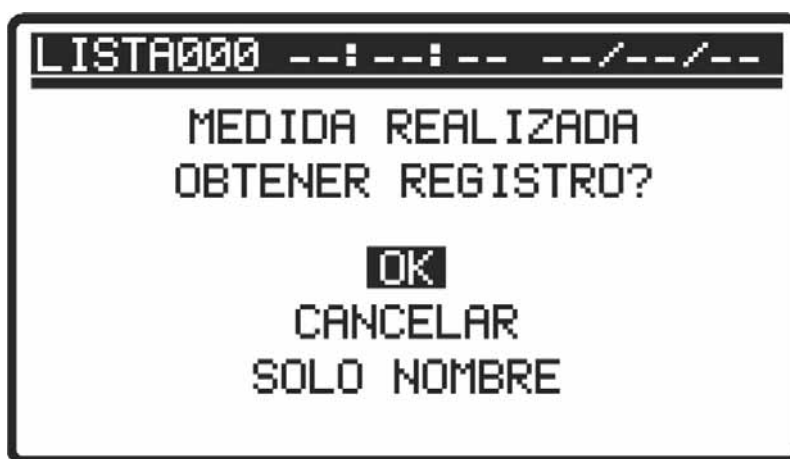 LISTA000 --:--:-- --/--/--
MEDIDA REALIZADA
OBTENER REGISTRO?
OK
CANCELAR
SOLO NOMBRE